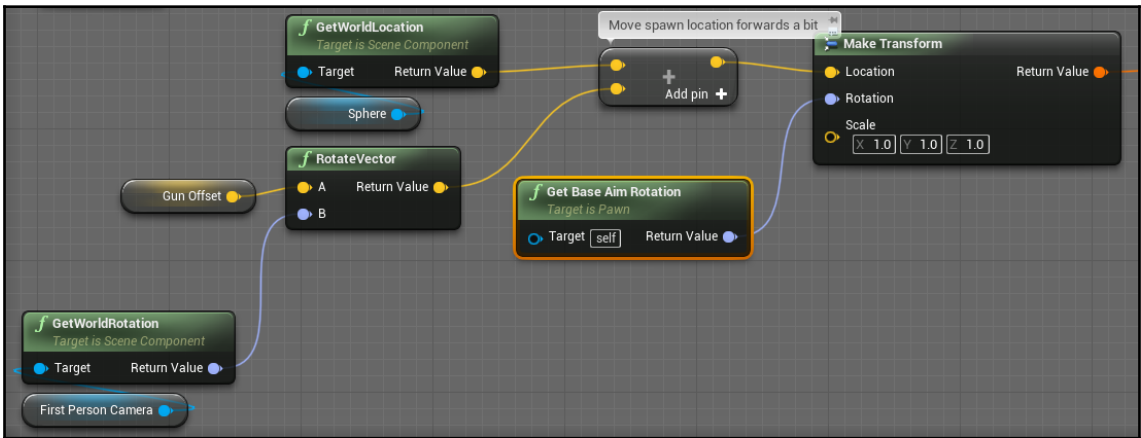 GetWorldLocation
Target is Scene Component
Target Return Value
Sphere
Move spawn location forwards a bit
Add pin
Make Transform
Location Return Value
Rotation
Scale
X 1.0 Y 1.0 Z 1.0
RotateVector
A Return Value
B
Gun Offset
Get Base Aim Rotation
Target is Pawn
Target self Return Value
GetWorldRotation
Target is Scene Component
Target Return Value
First Person Camera